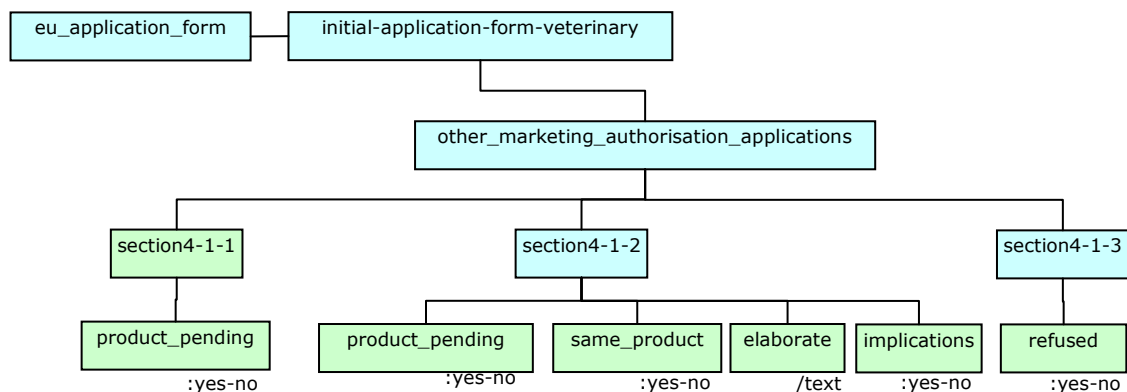 eu_application_form
initial-application-form-veterinary
other_marketing_authorisation_applications
section4-1-1
section4-1-2
section4-1-3
product_pending
:yes-no
product_pending
:yes-no
same_product
:yes-no
elaborate
/text
implications
:yes-no
refused
:yes-no